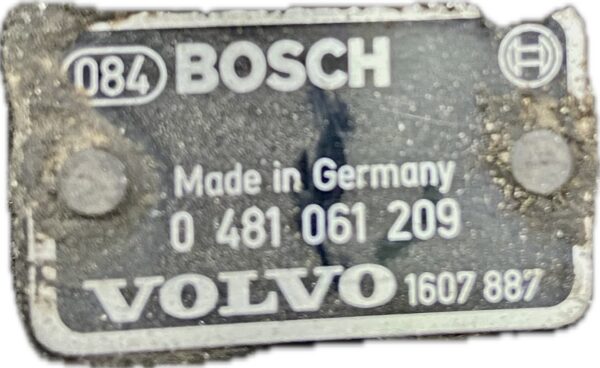 084 BOSCH
Made in Germany
0 481 061 209
VOLVO 1607 887